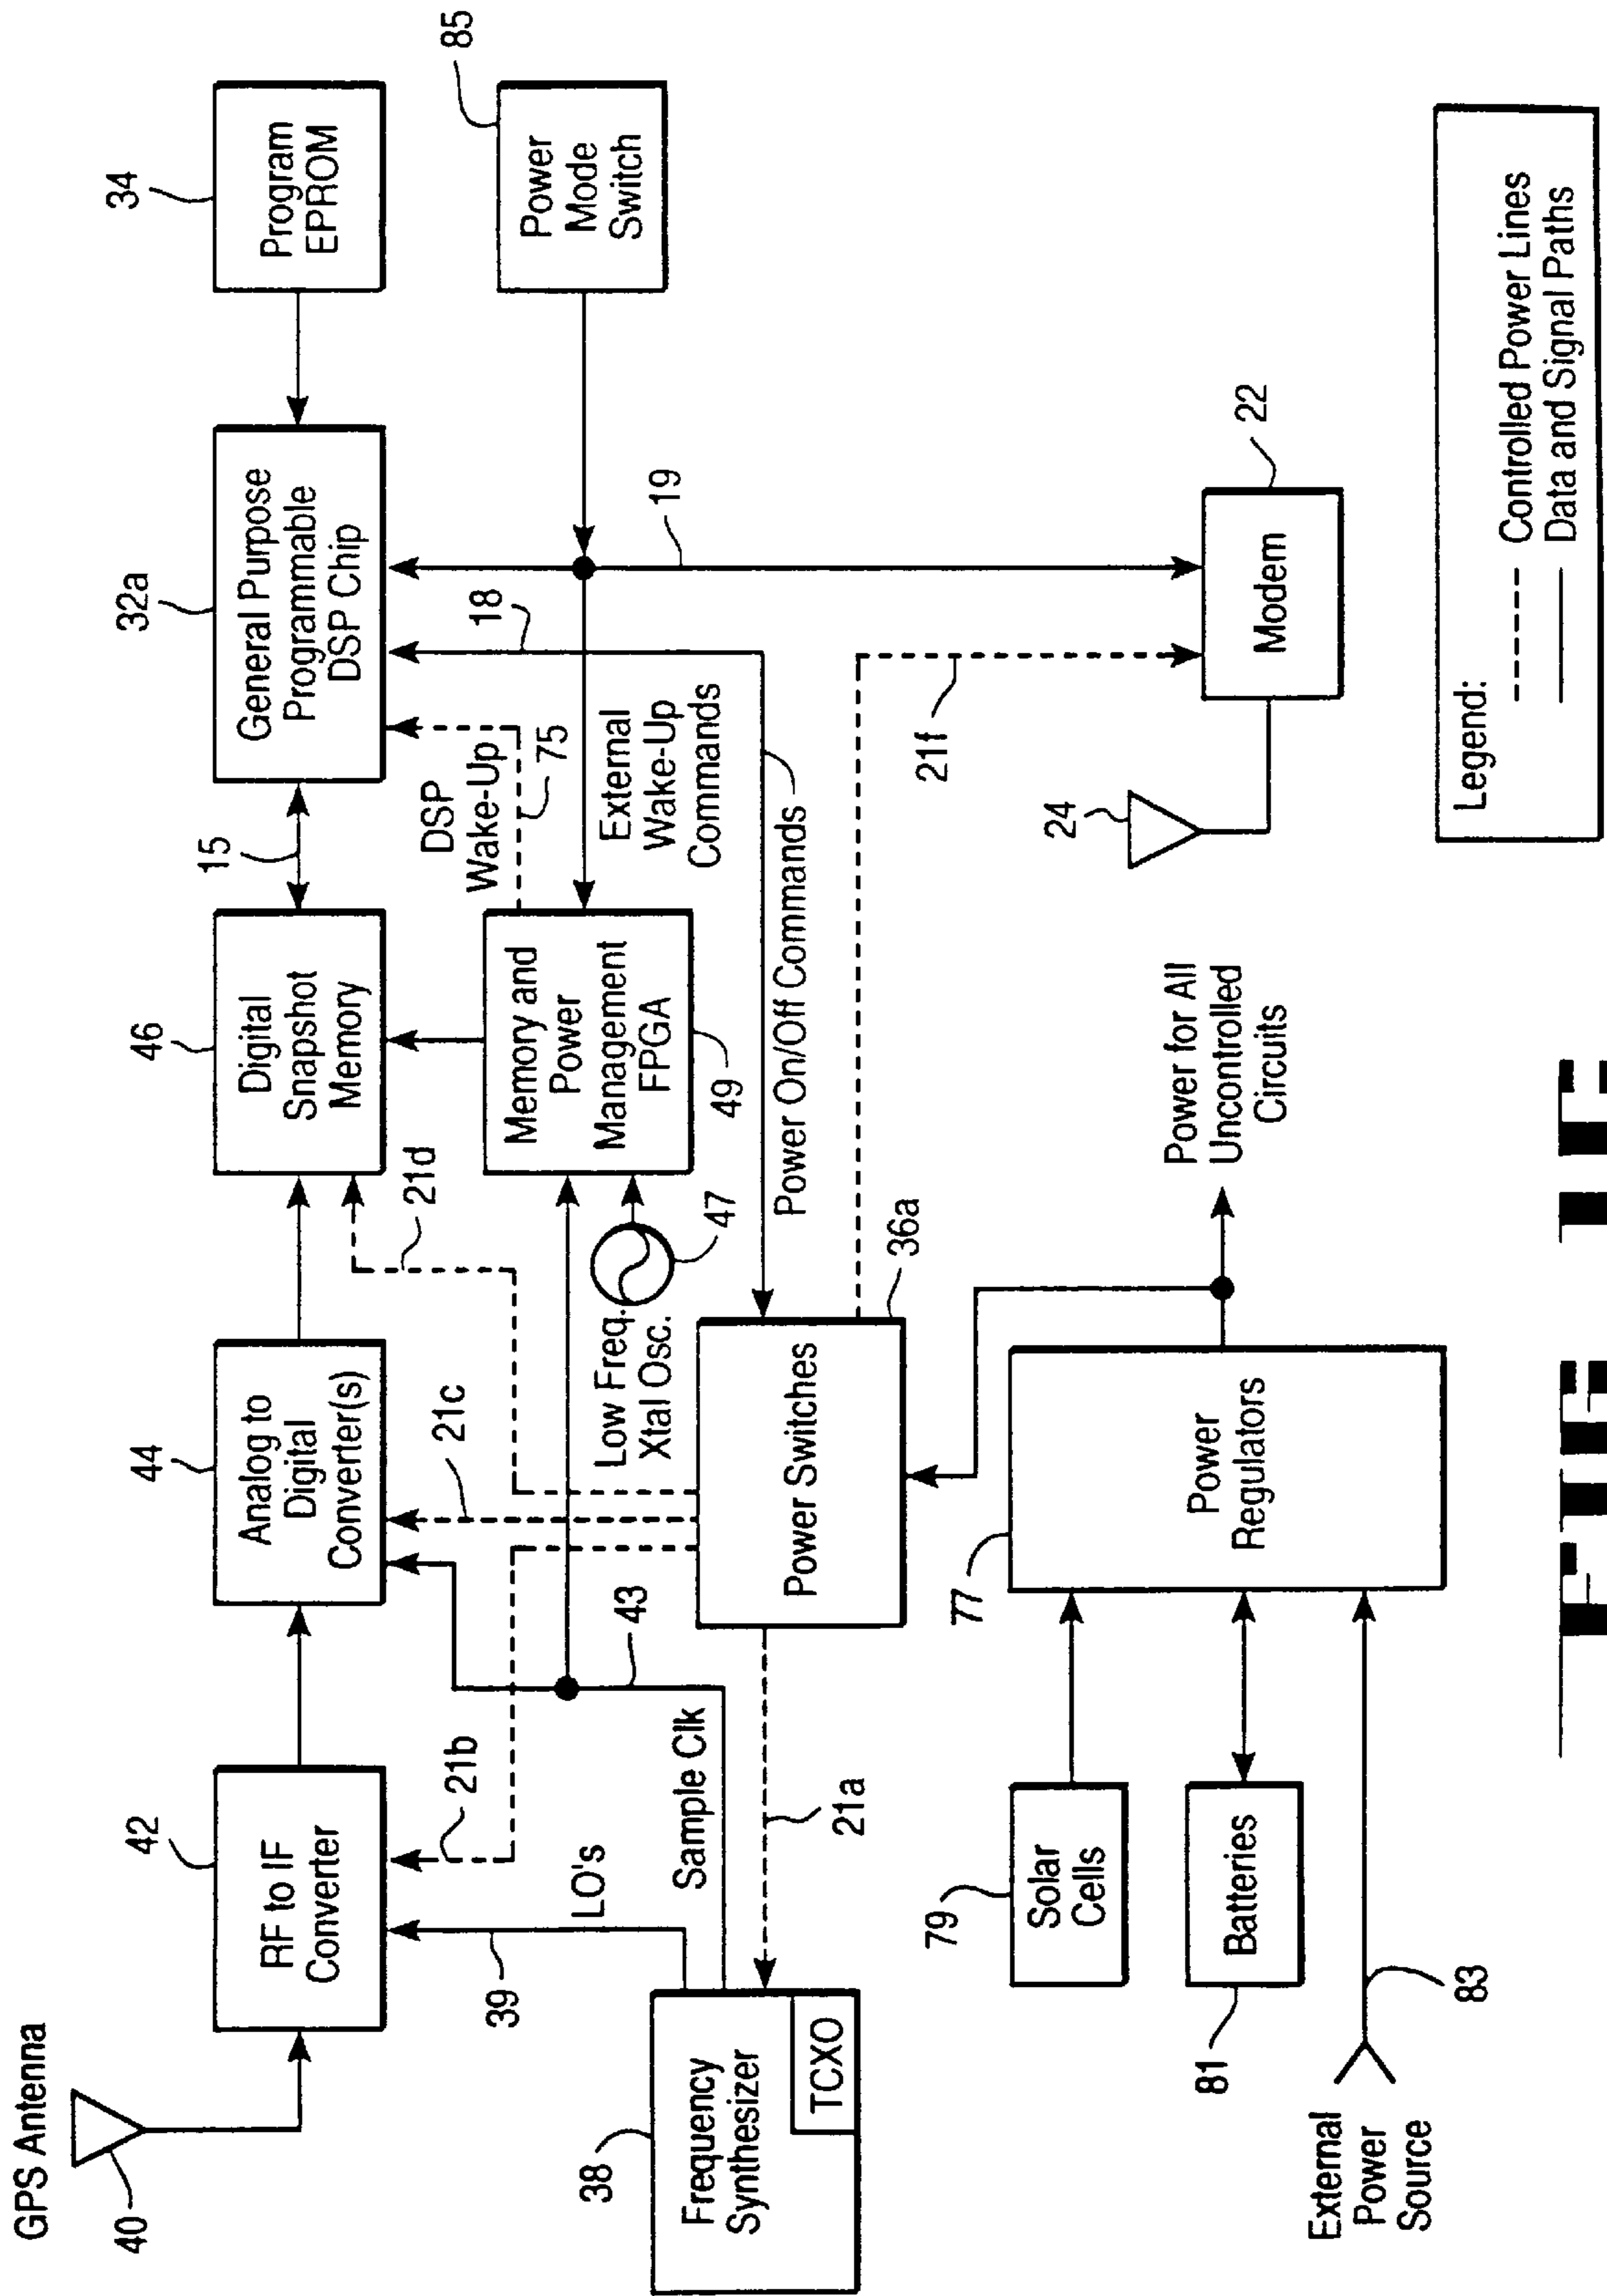 GPS Antenna
40
42
RF to IF
Converter
44
Analog to
Digital
Converter(s)
46
Digital
Snapshot
Memory
15
32a
General Purpose
Programmable
DSP Chip
34
Program
EPROM
85
Power
Mode
Switch
39
LO's
21b
43
Sample Clk
21c
21d
38
Frequency
Synthesizer
TCXO
21a
Low Freq.
Xtal Osc.
47
Memory and
Power
Management
FPGA
49
DSP
Wake-Up
75
External
Wake-Up
Commands
18
19
Power On/Off Commands
Power Switches
36a
21f
24
Modem
22
79
Solar
Cells
81
Batteries
External
Power
Source
83
77
Power
Regulators
Power for All
Uncontrolled
Circuits
Legend:
Controlled Power Lines
Data and Signal Paths